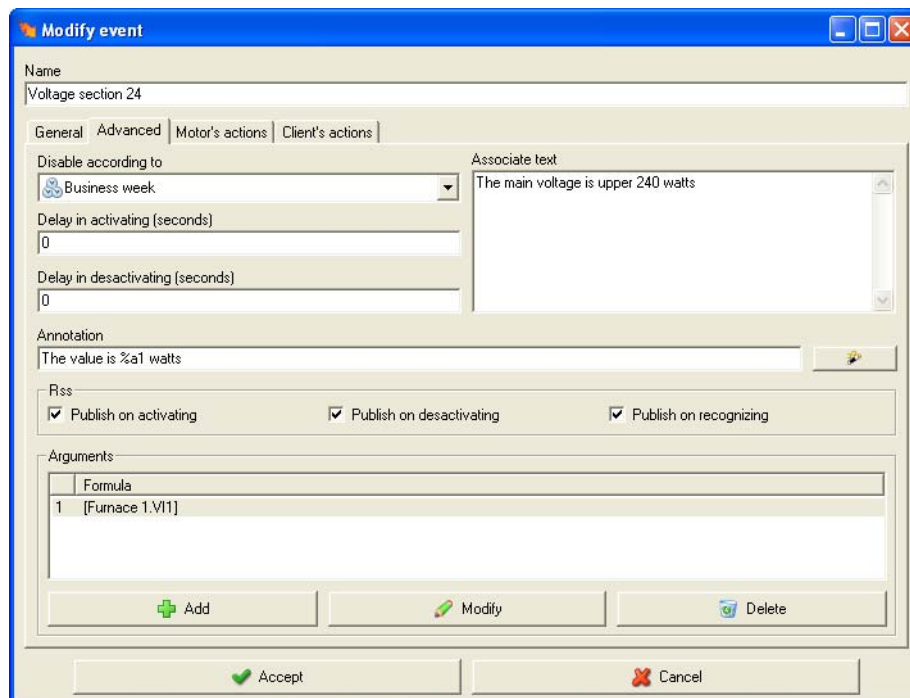 Modify event
Name
Voltage section 24
General Advanced Motor's actions Client's actions
Disable according to
Business week
Delay in activating (seconds)
0
Delay in desactivating (seconds)
0
Associate text
The main voltage is upper 240 watts
Annotation
The value is %a1 watts
Rss
Publish on activating Publish on desactivating Publish on recognizing
Arguments
Formula
1 [Furnace 1.VI1]
Add Modify Delete
Accept Cancel